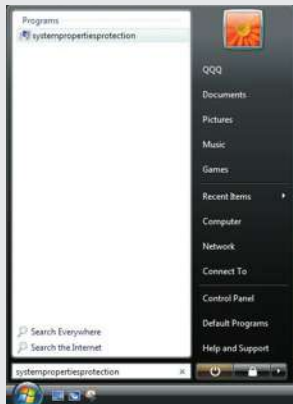 Programs
systempropertiesprotection
Search Everywhere
Search the Internet
systempropertiesprotection
QQQ
Documents
Pictures
Music
Games
Recent Items
Computer
Network
Connect To
Control Panel
Default Programs
Help and Support